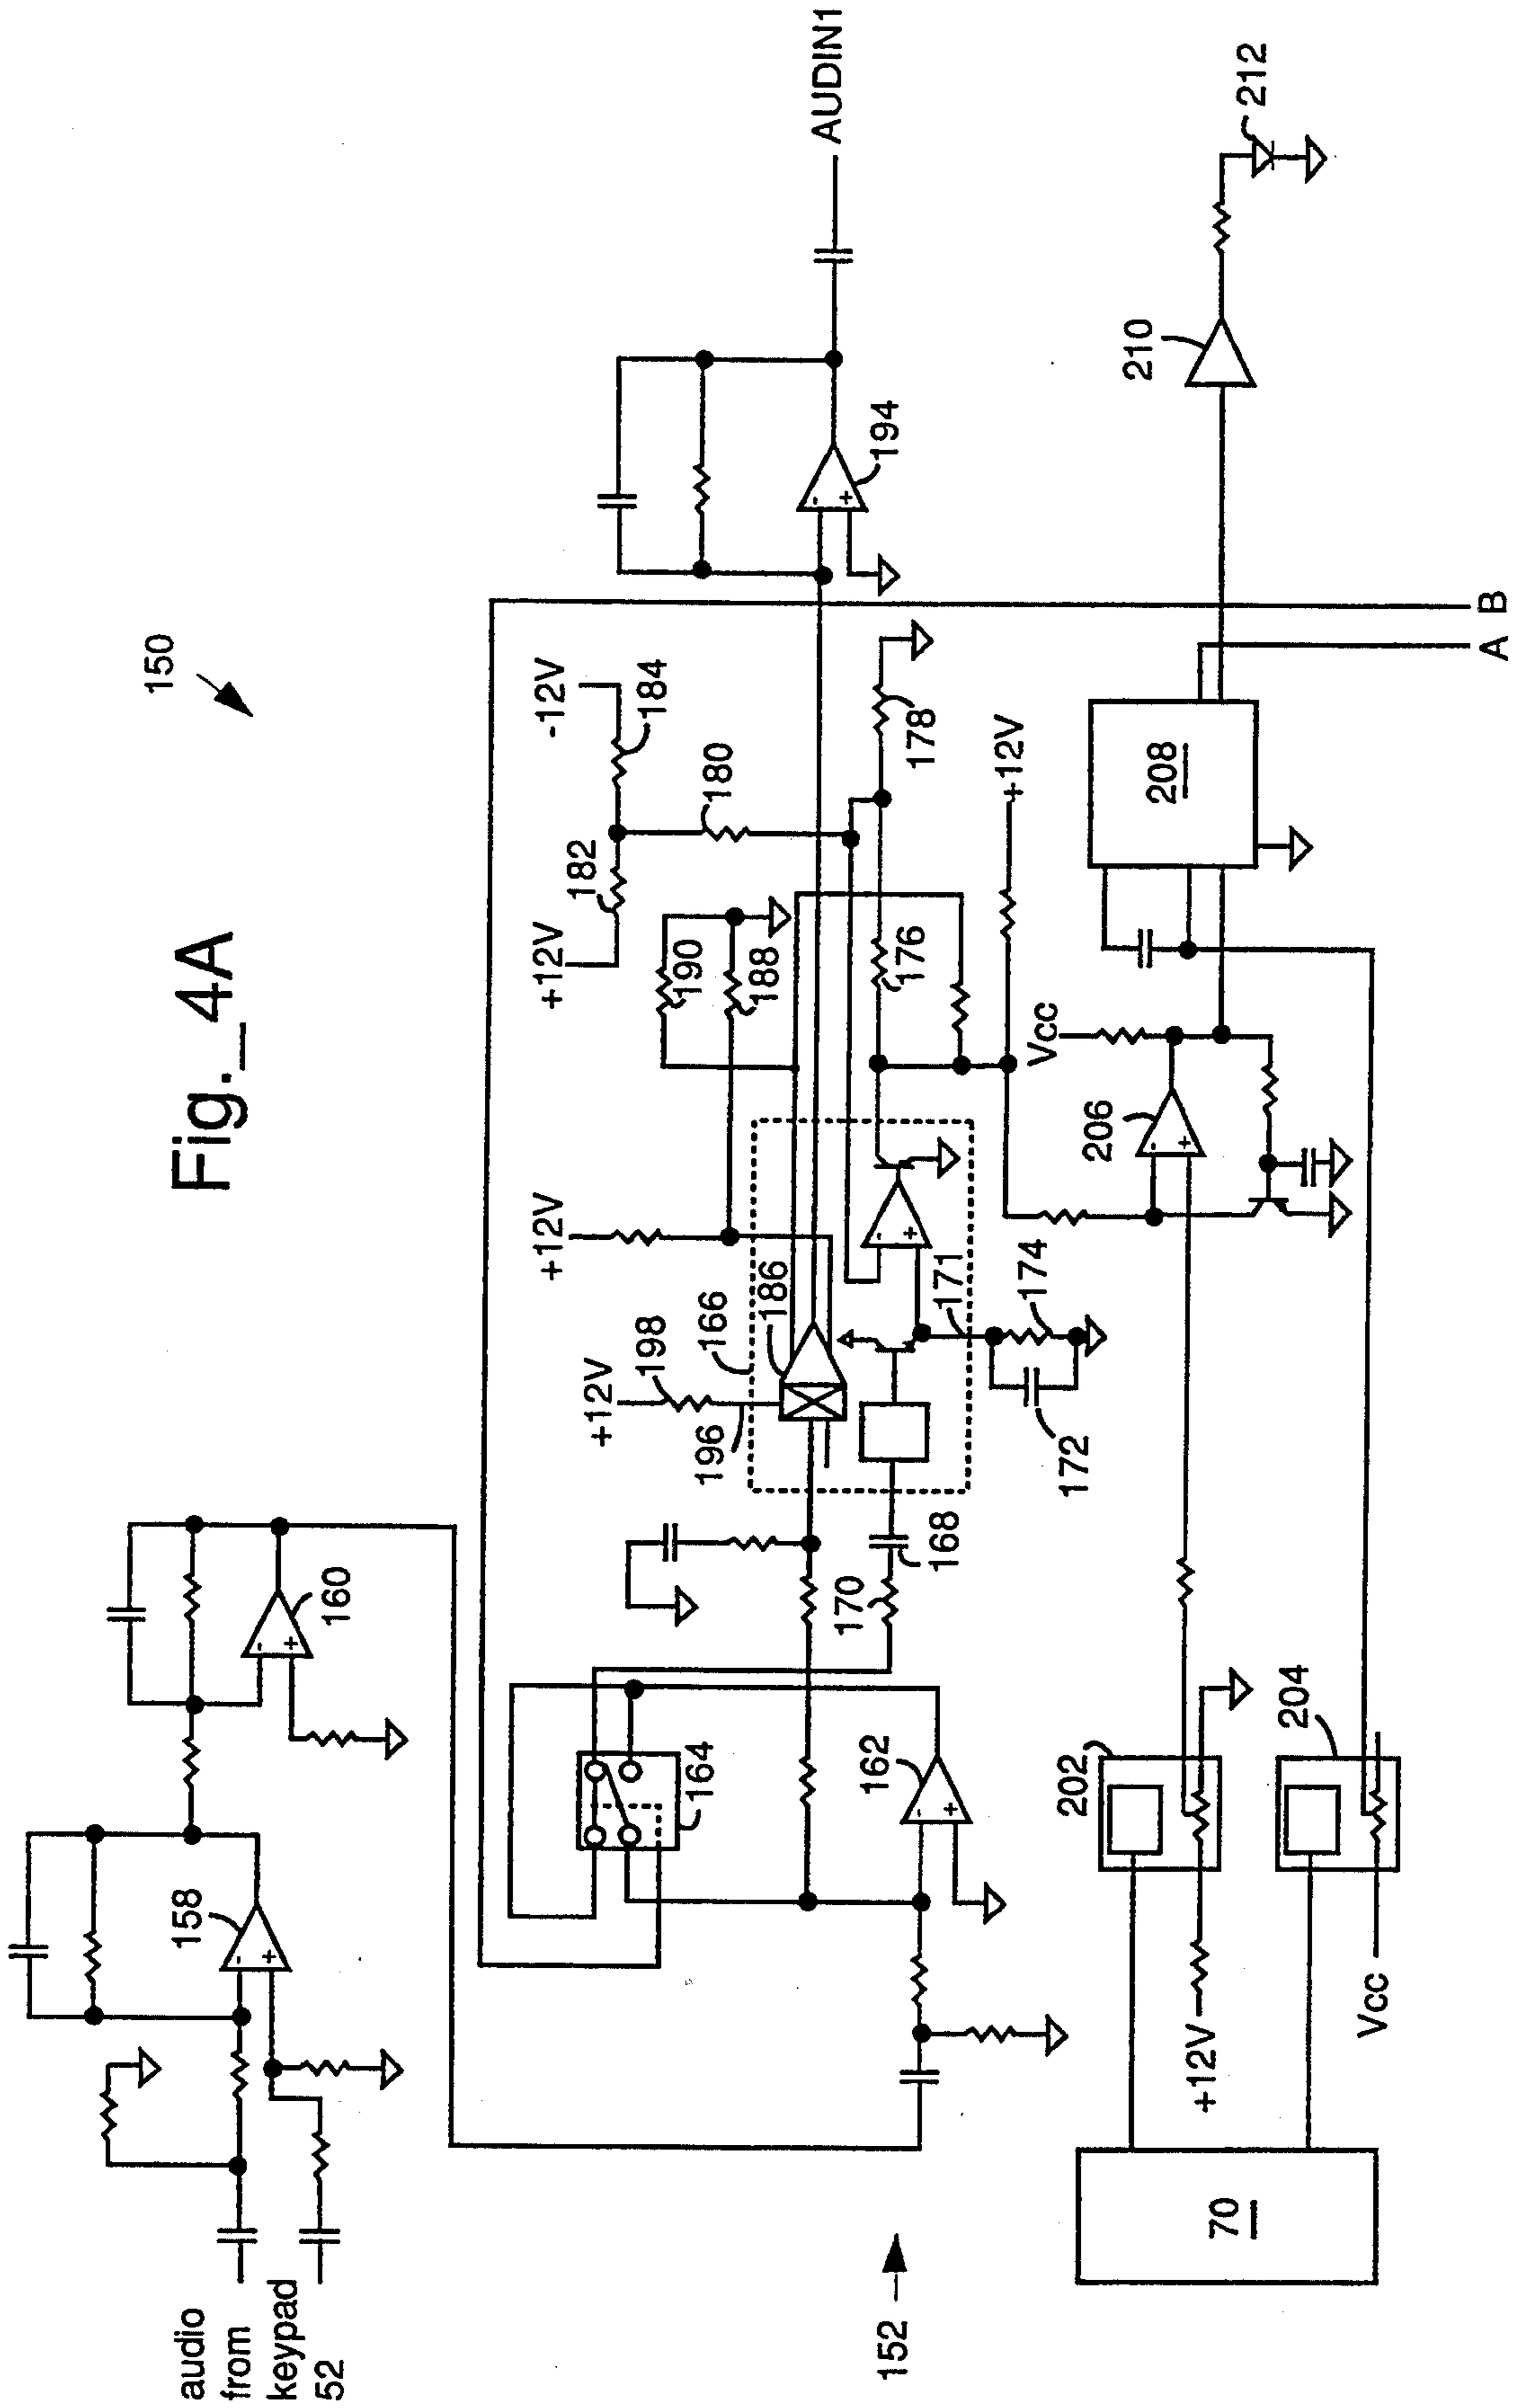 Fig._4A
150
audio
from
keypad
52
158
160
AUDIN1
+12V
198
196
166
186
+12V
190
188
+12V
182
-12V
184
180
194
164
170
168
162
171
172
174
176
178
+12V
152
70
202
+12V
204
Vcc
206
Vcc
208
210
212
A
B
-
+
-
+
-
+
-
+
-
+
-
+